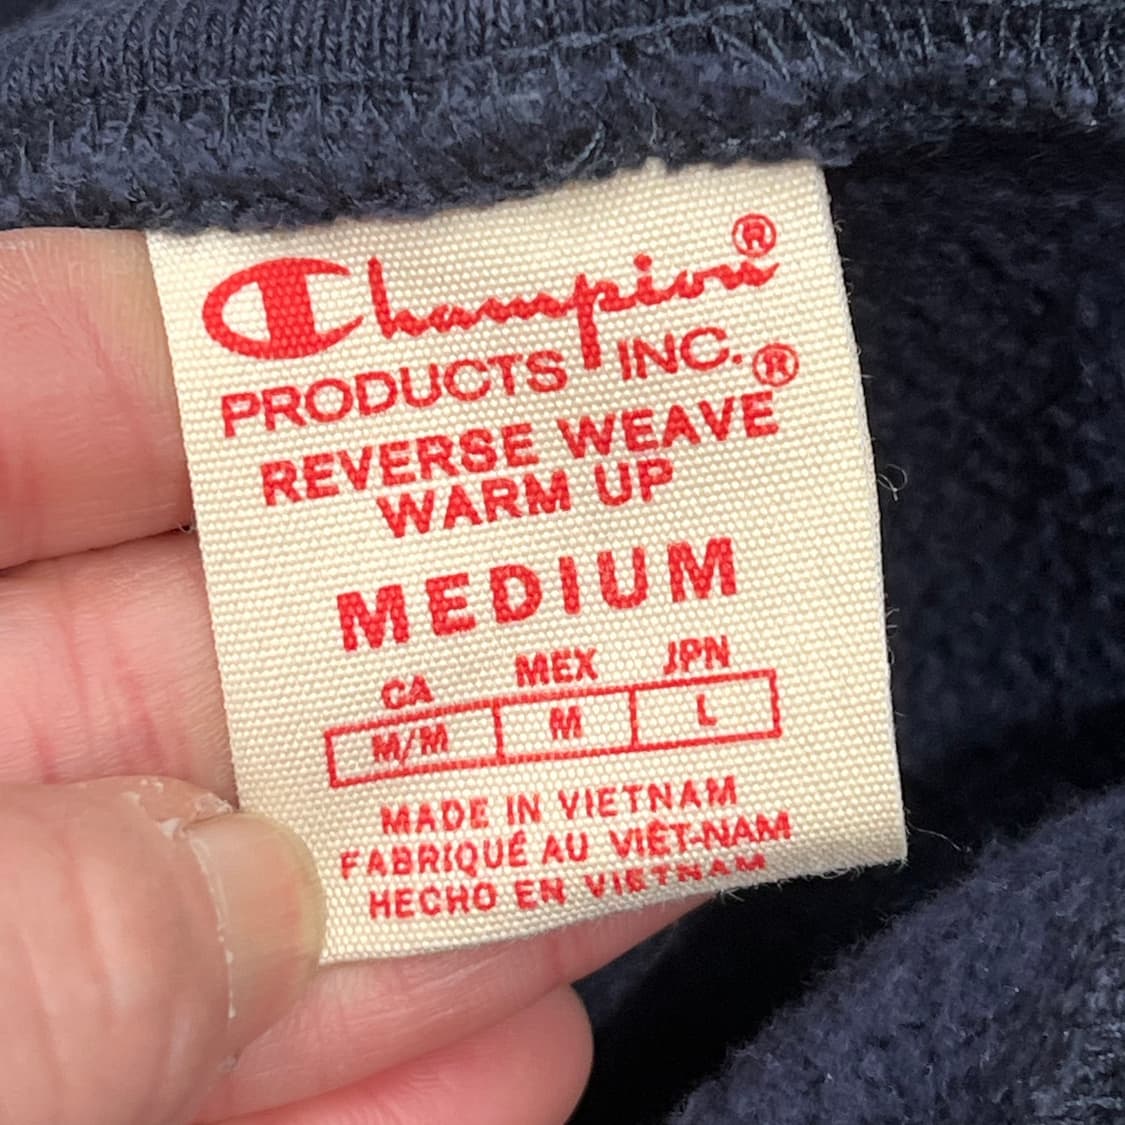 Champion®
PRODUCTS INC.®
REVERSE WEAVE
WARM UP
MEDIUM
CA MEX JPN
M/M M L
MADE IN VIETNAM
FABRIQUÉ AU VIÊT-NAM
HECHO EN VIETNAM